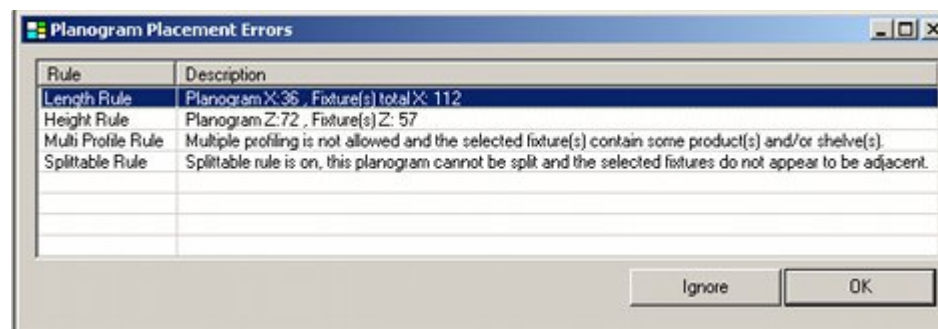 Planogram Placement Errors
Rule Description
Length Rule Planogram X:36 , Fixture(s) total X: 112
Height Rule Planogram Z:72 , Fixture(s) Z: 57
Multi Profile Rule Multiple profiling is not allowed and the selected fixture(s) contain some product(s) and/or shelve(s).
Splittable Rule Splittable rule is on, this planogram cannot be split and the selected fixtures do not appear to be adjacent.
Ignore OK